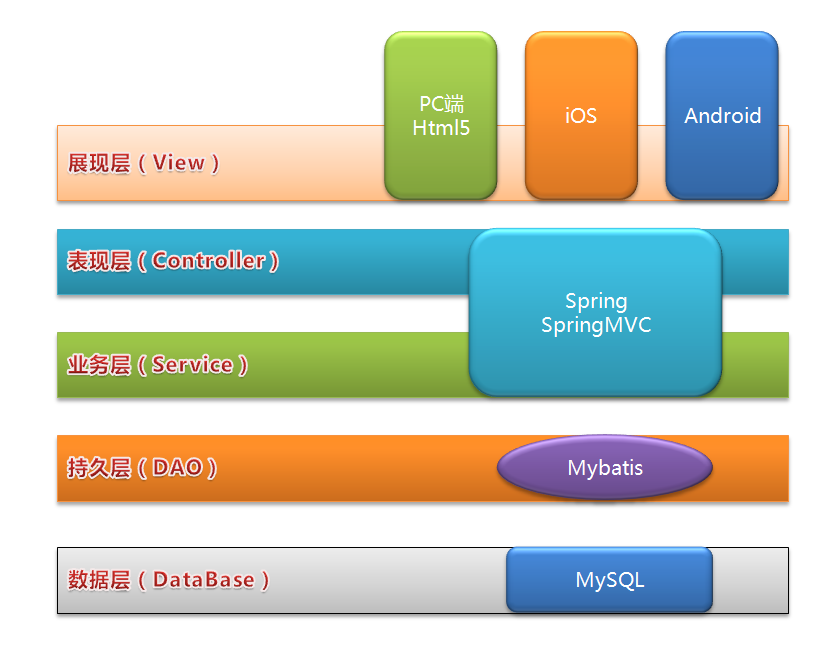 PC端
Html5
iOS
Android
展现层（View）
表现层（Controller）
Spring
SpringMVC
业务层（Service）
持久层（DAO）
Mybatis
数据层（DataBase）
MySQL